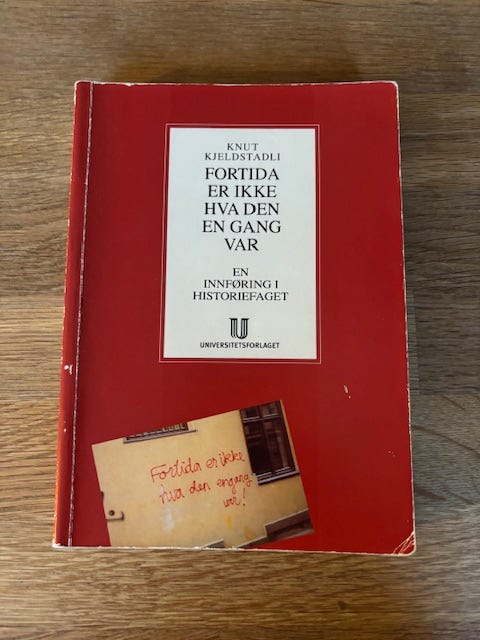 KNUT
KJELDSTADLI
FORTIDA
ER IKKE
HVA DEN
EN GANG
VAR
EN
INNFØRING I
HISTORIEFAGET
UNIVERSITETSFORLAGET
Fortida er ikke
hva den engang
var!